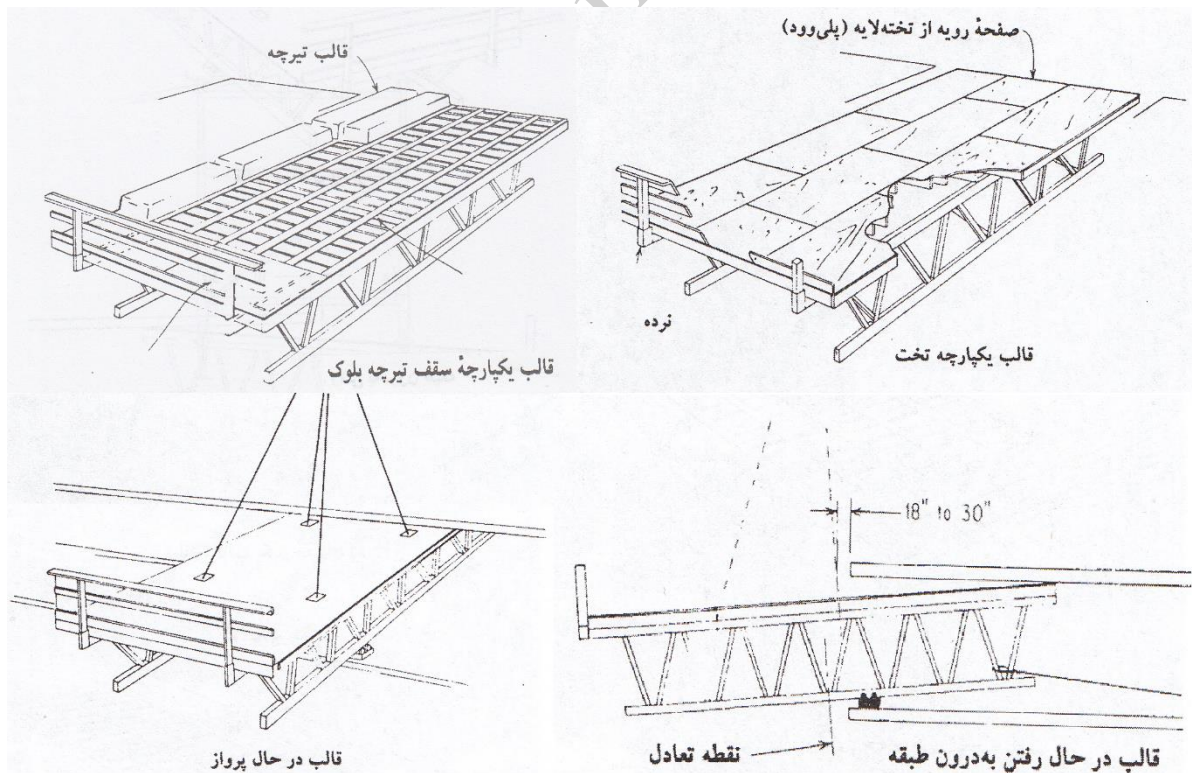 صفحهٔ رویه از تخته‌لایه (پلی‌وود)
قالب تیرچه
نرده
قالب یکپارچه تخت
قالب یکپارچهٔ سقف تیرچه بلوک
18" to 30"
نقطه تعادل
قالب در حال رفتن به‌درون طبقه
قالب در حال پرواز